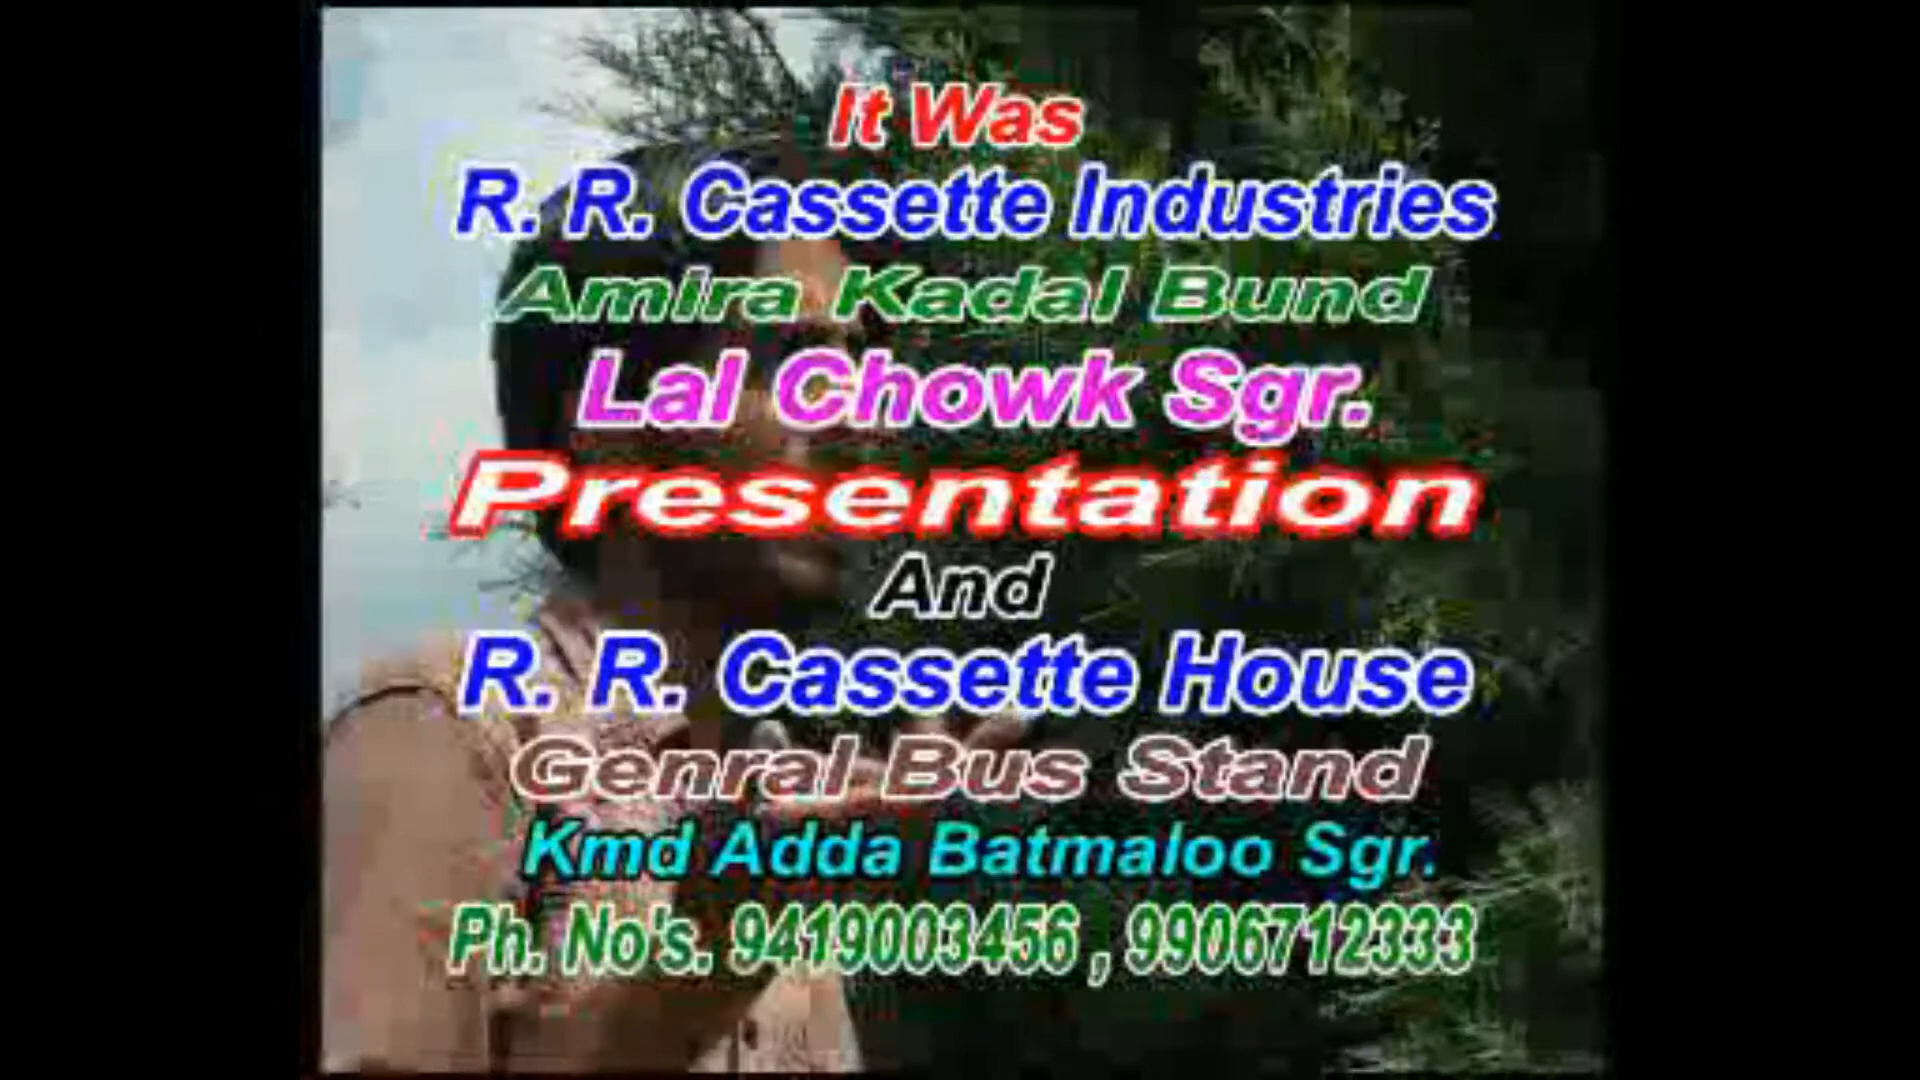 It Was
R. R. Cassette Industries
Amira Kadal Bund
Lal Chowk Sgr.
Presentation
And
R. R. Cassette House
Genral Bus Stand
Kmd Adda Batmaloo Sgr.
Ph. No's. 9419003456 , 9906712333